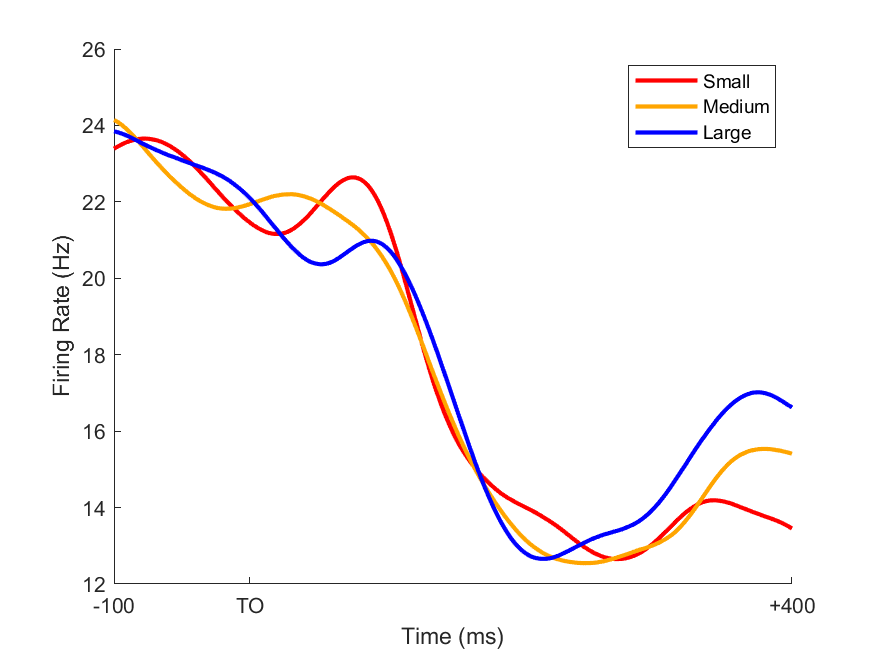 26
24
22
20
18
16
14
12
Firing Rate (Hz)
Small
Medium
Large
-100
TO
+400
Time (ms)